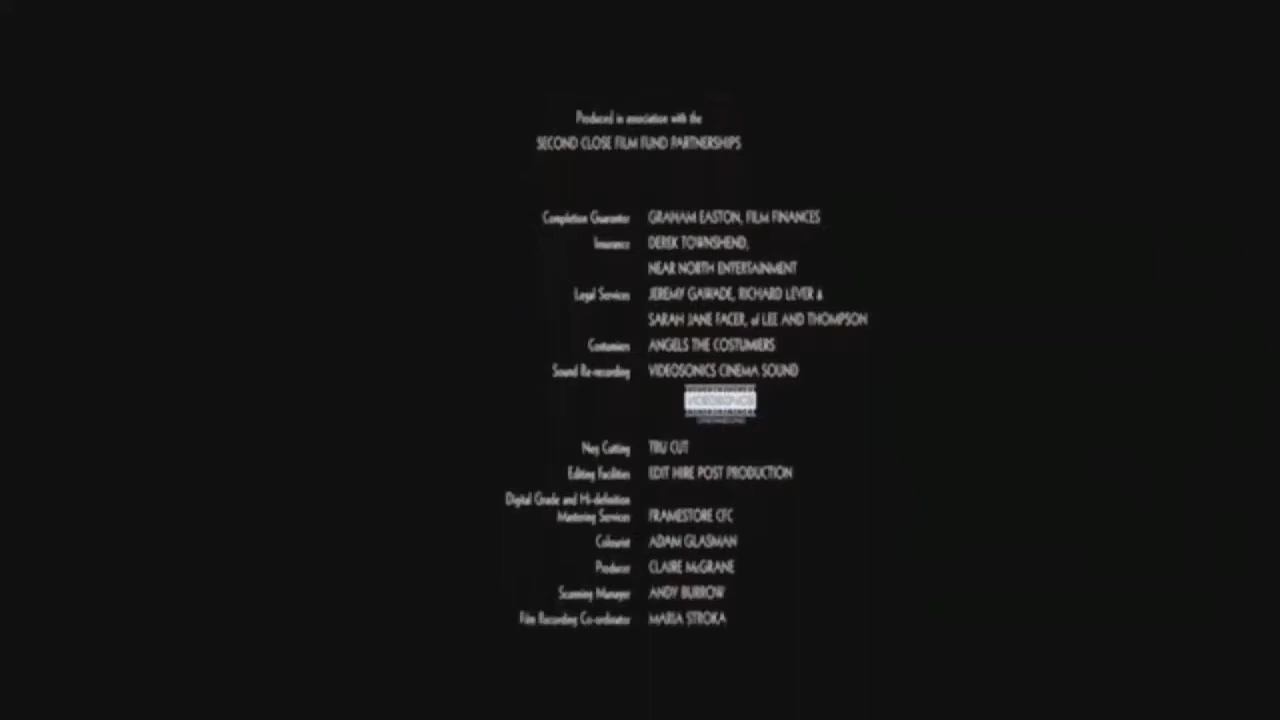 Produced in association with the
SECOND CLOSE FILM FUND PARTNERSHIPS
Completion Guarantor GRAHAM EASTON, FILM FINANCES
Insurance DEREK TOWNSHEND,
NEAR NORTH ENTERTAINMENT
Legal Services JEREMY GAWADE, RICHARD LEVER &
SARAH JANE FACER, of LEE AND THOMPSON
Costumiers ANGELS THE COSTUMIERS
Sound Re-recording VIDEOSONICS CINEMA SOUND
VIDEOSONICS
Neg Cutting TRU CUT
Editing Facilities EDIT HIRE POST PRODUCTION
Digital Grade and Hi-definition
Mastering Services FRAMESTORE CFC
Colourist ADAM GLASMAN
Producer CLAIRE McGRANE
Scanning Manager ANDY BURROW
Film Recording Co-ordinator MARIA STROKA